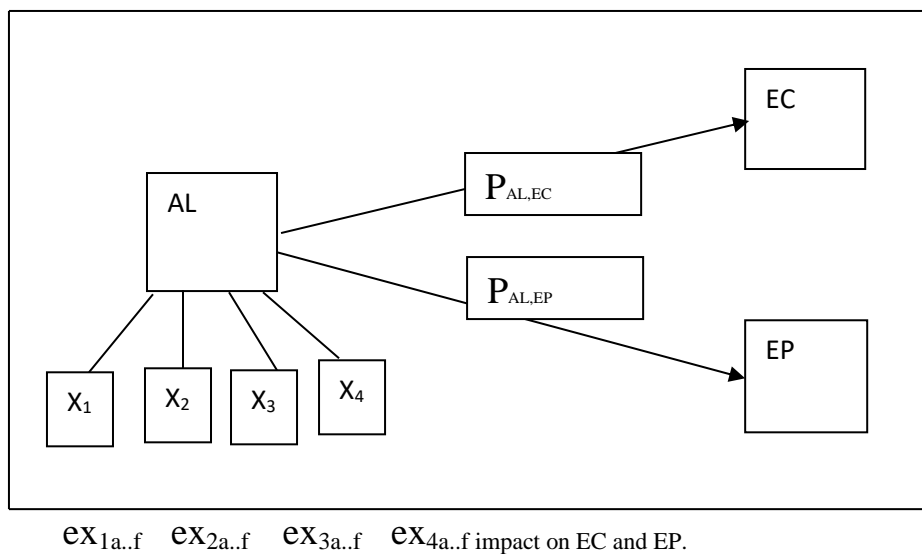 EC
P_AL,EC
AL
P_AL,EP
EP
X₁ X₂ X₃ X₄
ex₁ₐ..f ex₂ₐ..f ex₃ₐ..f ex₄ₐ..f impact on EC and EP.